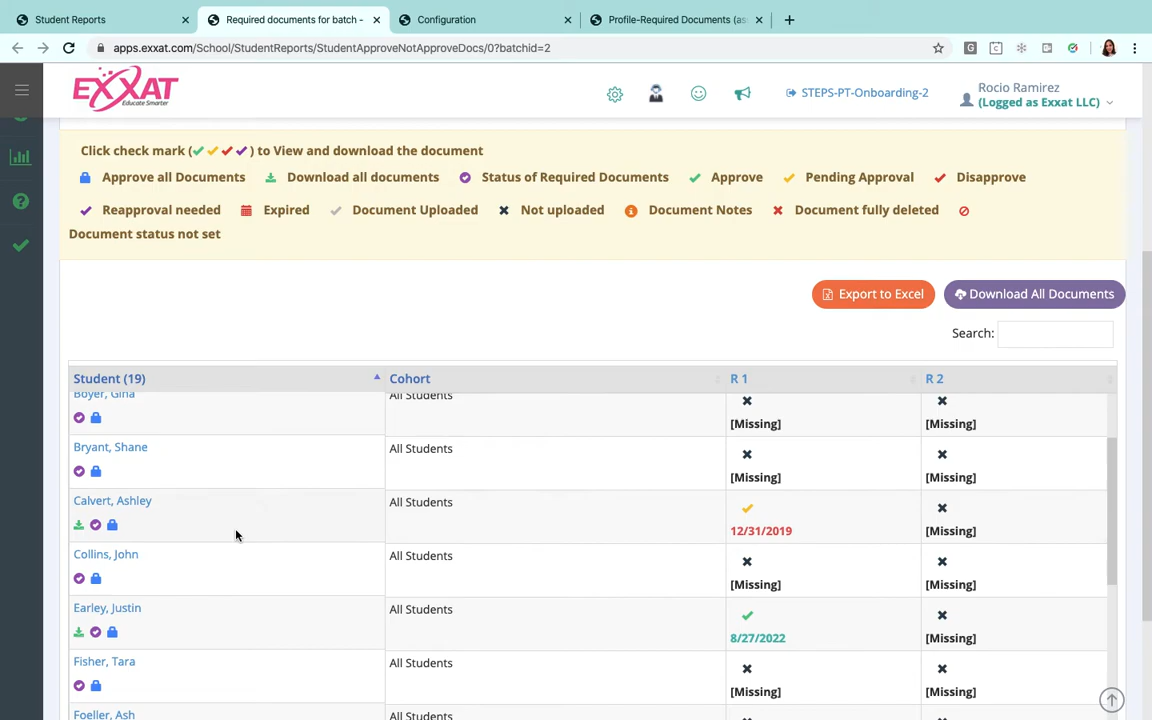 Student Reports
Required documents for batch -
Configuration
Profile-Required Documents (as
apps.exxat.com/School/StudentReports/StudentApproveNotApproveDocs/0?batchid=2
EXXAT
Educate Smarter
STEPS-PT-Onboarding-2
Rocio Ramirez
(Logged as Exxat LLC)
Click check mark ( ) to View and download the document
Approve all Documents Download all documents Status of Required Documents Approve Pending Approval Disapprove
Reapproval needed Expired Document Uploaded Not uploaded Document Notes Document fully deleted
Document status not set
Export to Excel Download All Documents
Search:
Student (19) Cohort R 1 R 2
Boyer, Gina All Students
[Missing] [Missing]
Bryant, Shane All Students
[Missing] [Missing]
Calvert, Ashley All Students
12/31/2019 [Missing]
Collins, John All Students
[Missing] [Missing]
Earley, Justin All Students
8/27/2022 [Missing]
Fisher, Tara All Students
[Missing] [Missing]
Foeller, Ash All Students